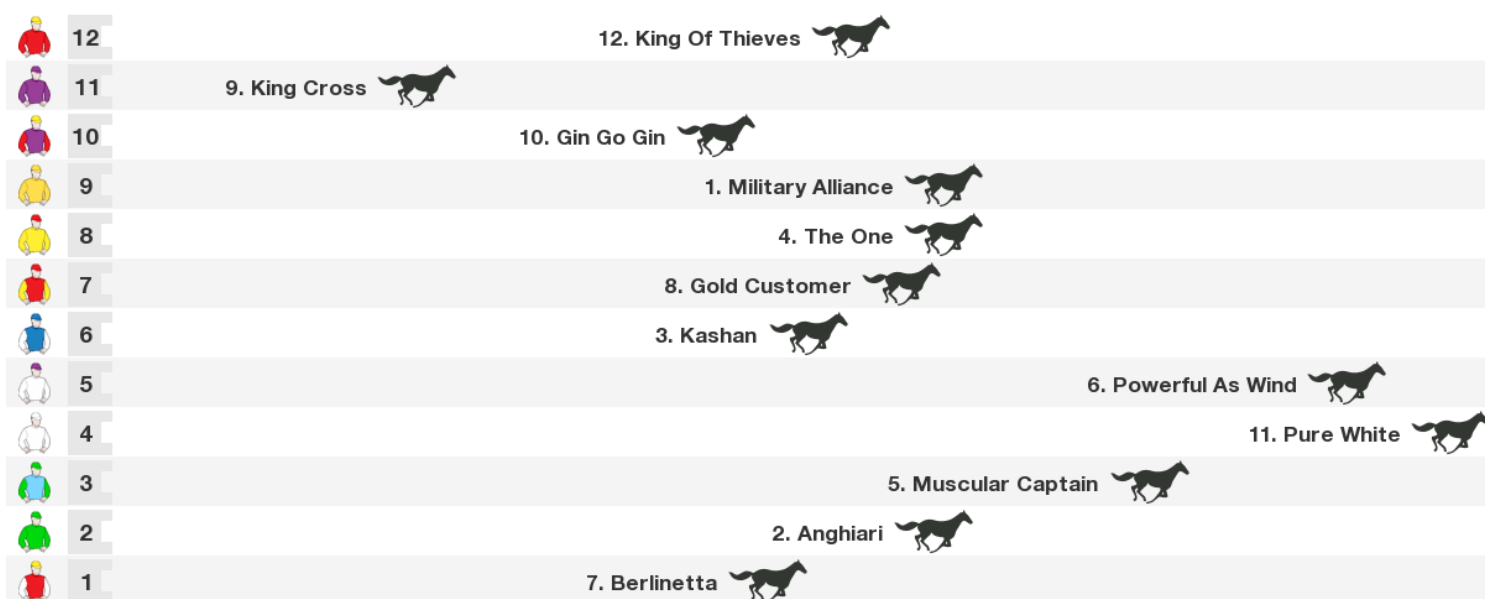 12 12. King Of Thieves
11 9. King Cross
10 10. Gin Go Gin
9 1. Military Alliance
8 4. The One
7 8. Gold Customer
6 3. Kashan
5 6. Powerful As Wind
4 11. Pure White
3 5. Muscular Captain
2 2. Anghiari
1 7. Berlinetta